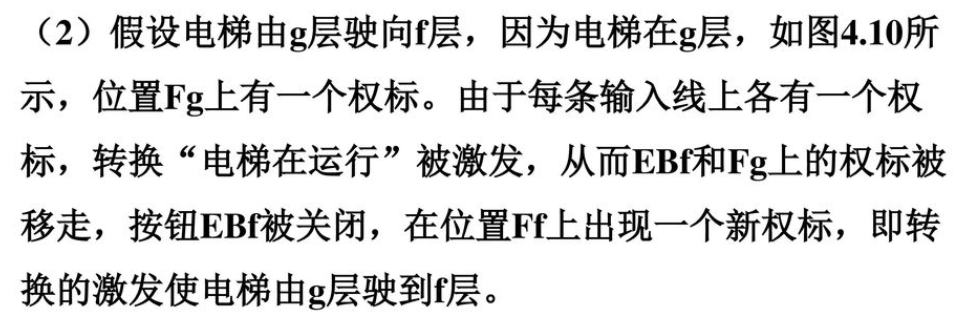 （2）假设电梯由g层驶向f层，因为电梯在g层，如图4.10所
示，位置Fg上有一个权标。由于每条输入线上各有一个权
标，转换“电梯在运行”被激发，从而EBf和Fg上的权标被
移走，按钮EBf被关闭，在位置Ff上出现一个新权标，即转
换的激发使电梯由g层驶到f层。